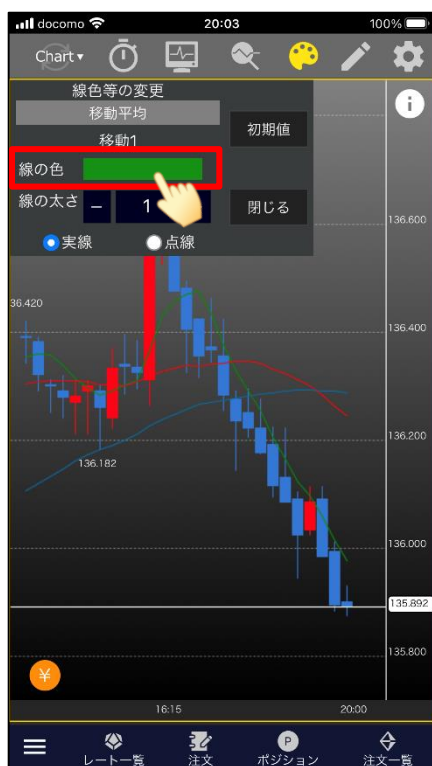 docomo 20:03 100%
Chart▾
線色等の変更
移動平均
初期値
移動1
線の色
線の太さ − 1
閉じる
実線 点線
i
136.600
36.420
136.400
136.200
136.182
136.000
135.892
135.800
¥
16:15 20:00
P
レート一覧 注文 ポジション 注文一覧